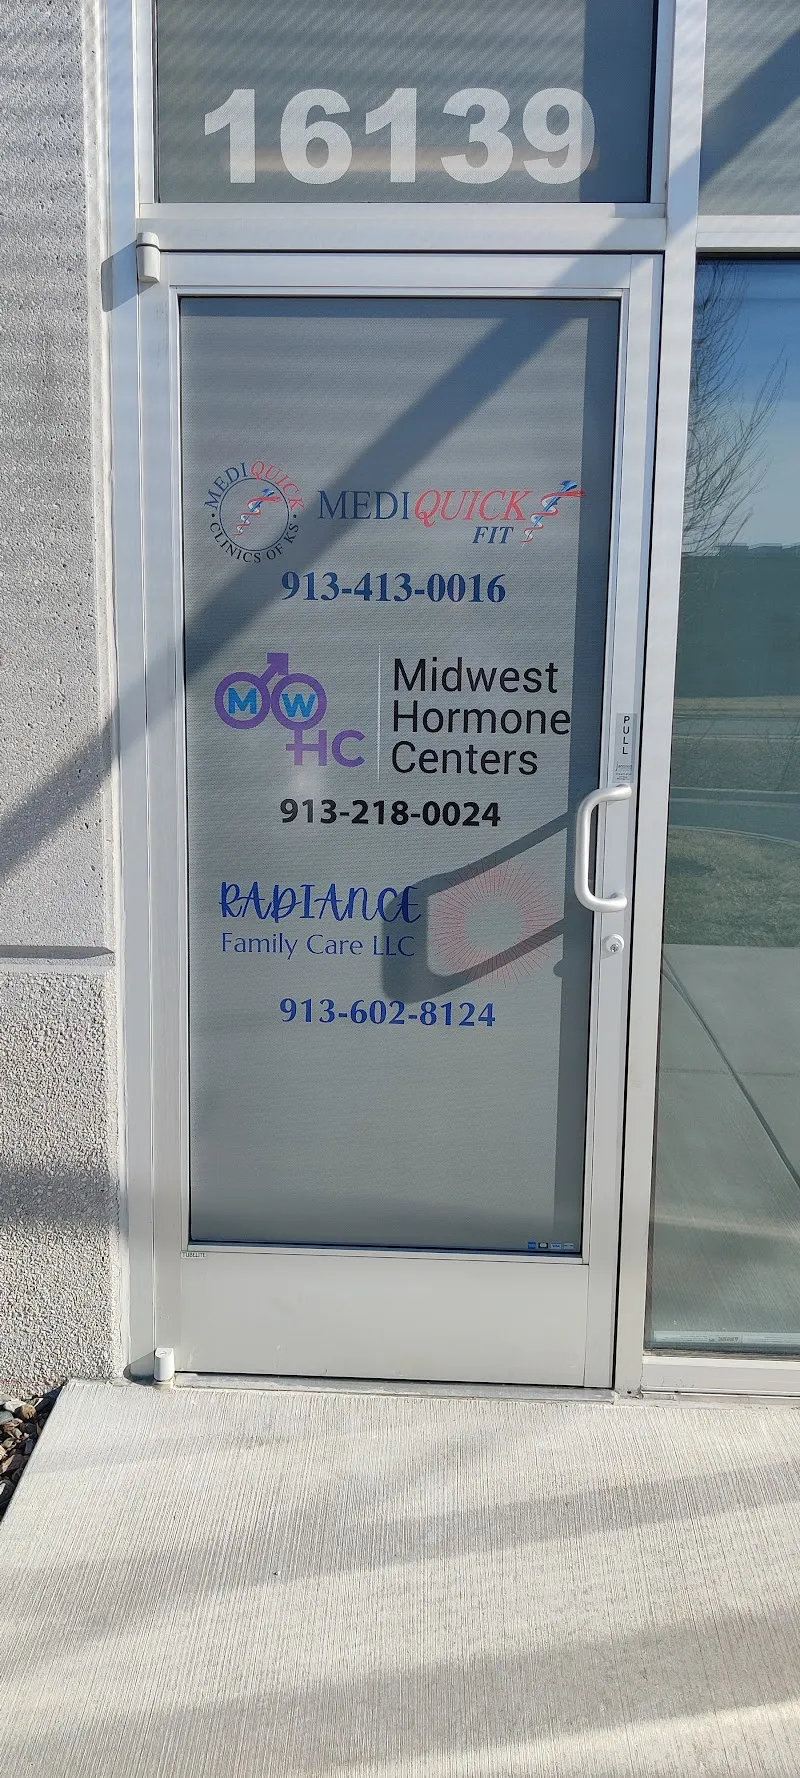 16139
MEDIQUICK
CLINICS OF KS
MEDIQUICK
FIT
913-413-0016
MW
HC
Midwest
Hormone
Centers
913-218-0024
RADIANCE
Family Care LLC
913-602-8124
PULL
TUBELITE